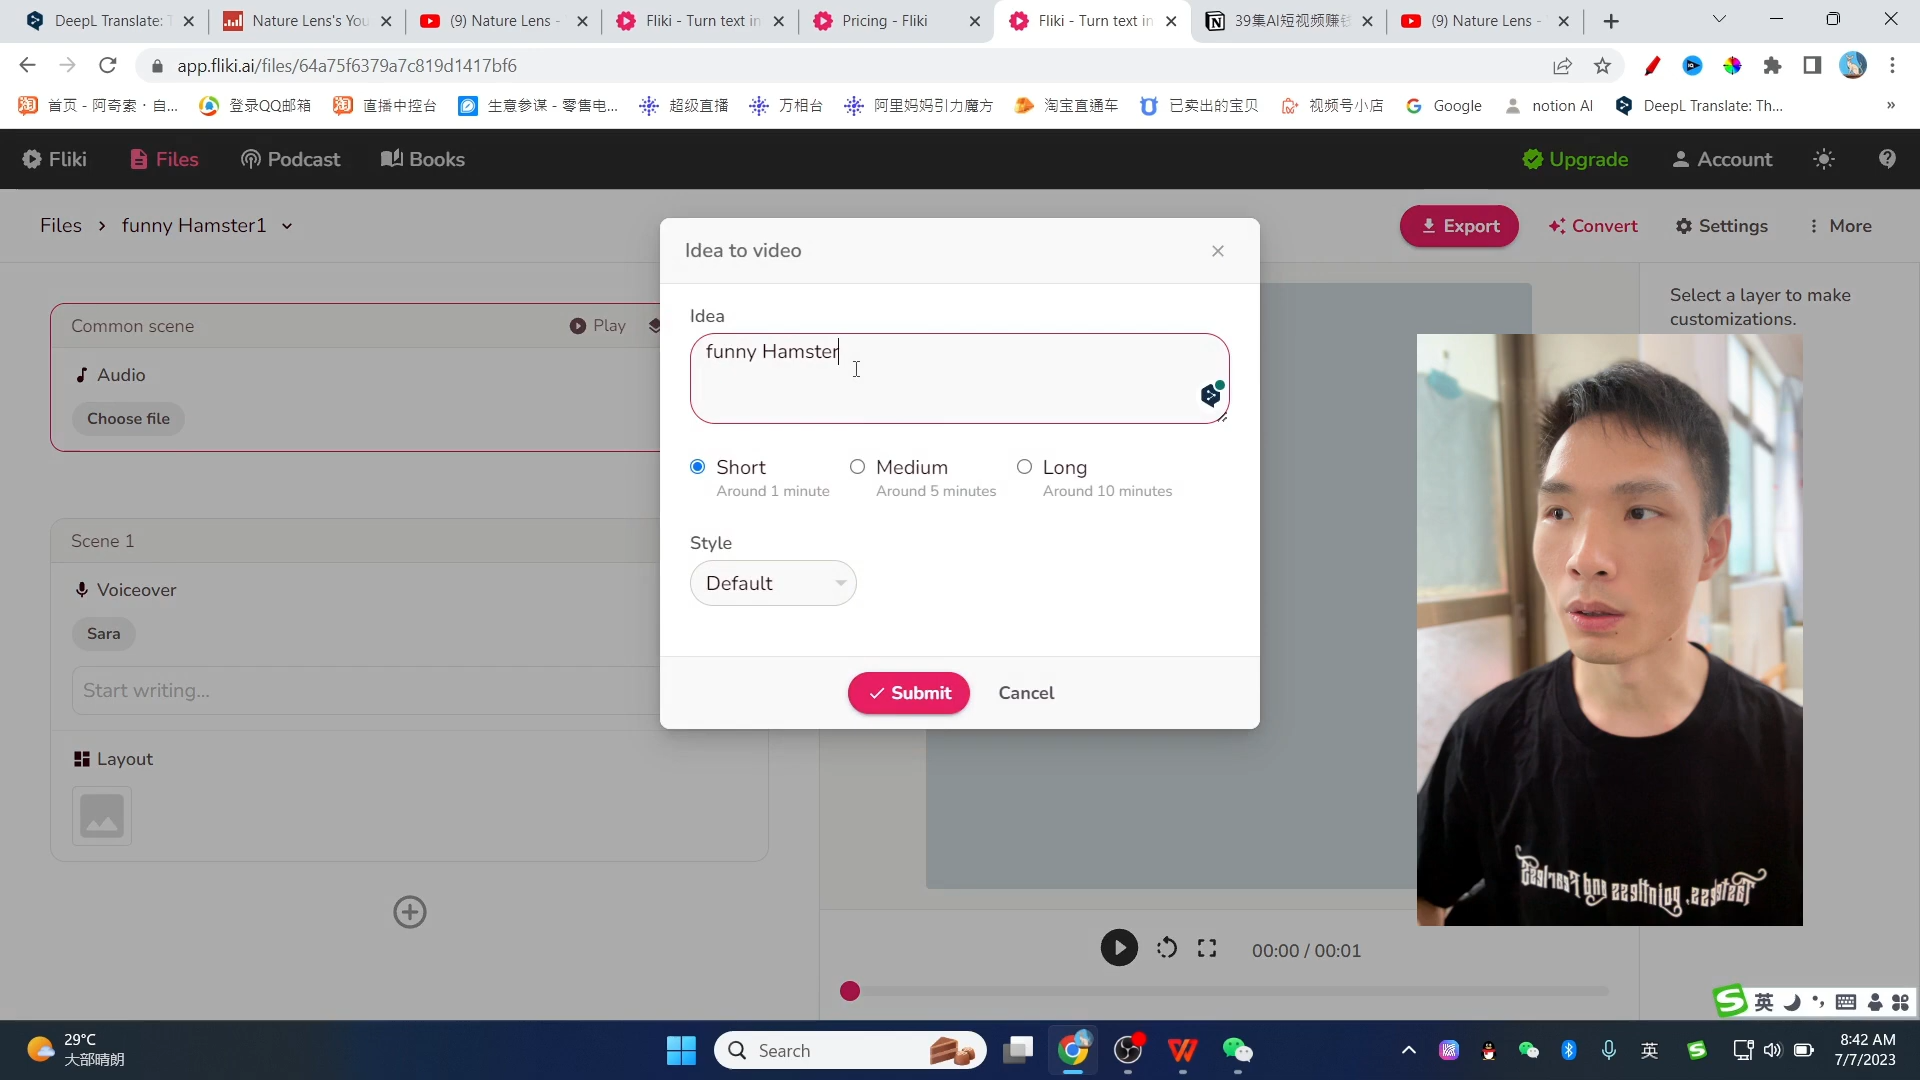 DeepL Translate: T
Nature Lens's You
(9) Nature Lens -
Fliki - Turn text in
Pricing - Fliki
Fliki - Turn text in
39集AI短视频赚钱
(9) Nature Lens -
app.fliki.ai/files/64a75f6379a7c819d1417bf6
首页 - 阿奇索 · 自...
登录QQ邮箱
直播中控台
生意参谋 - 零售电...
超级直播
万相台
阿里妈妈引力魔方
淘宝直通车
已卖出的宝贝
视频号小店
Google
notion AI
DeepL Translate: Th...
»
Fliki
Files
Podcast
Books
Upgrade
Account
Files > funny Hamster1
Export
Convert
Settings
More
Idea to video
Idea
funny Hamster
Short
Around 1 minute
Medium
Around 5 minutes
Long
Around 10 minutes
Style
Default
Submit
Cancel
Common scene
Play
Audio
Choose file
Scene 1
Voiceover
Sara
Start writing...
Layout
Select a layer to make
customizations.
00:00 / 00:01
英
29°C
大部晴朗
Search
英
8:42 AM
7/7/2023